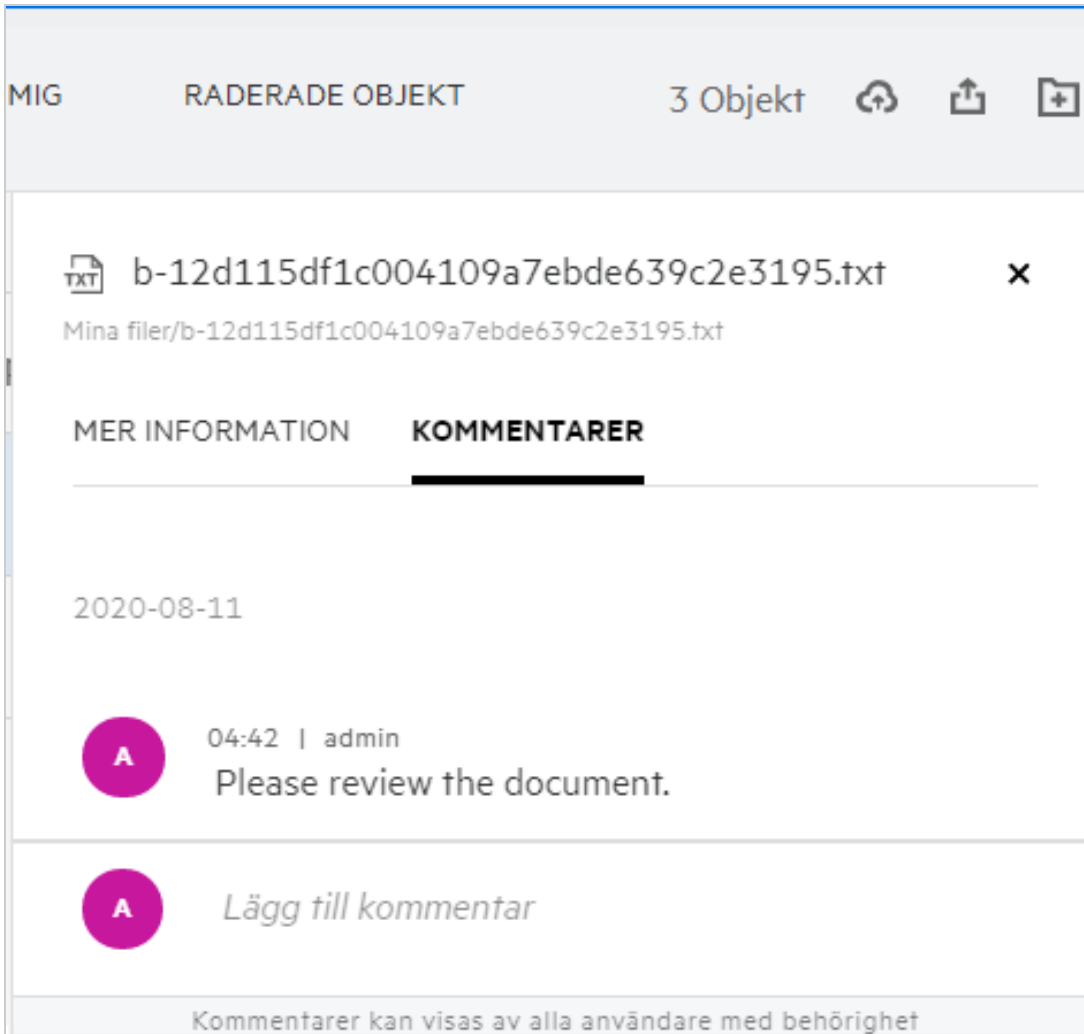 MIG RADERADE OBJEKT 3 Objekt
TXT b-12d115df1c004109a7ebde639c2e3195.txt
Mina filer/b-12d115df1c004109a7ebde639c2e3195.txt
MER INFORMATION KOMMENTARER
2020-08-11
A 04:42 | admin
Please review the document.
A Lägg till kommentar
Kommentarer kan visas av alla användare med behörighet